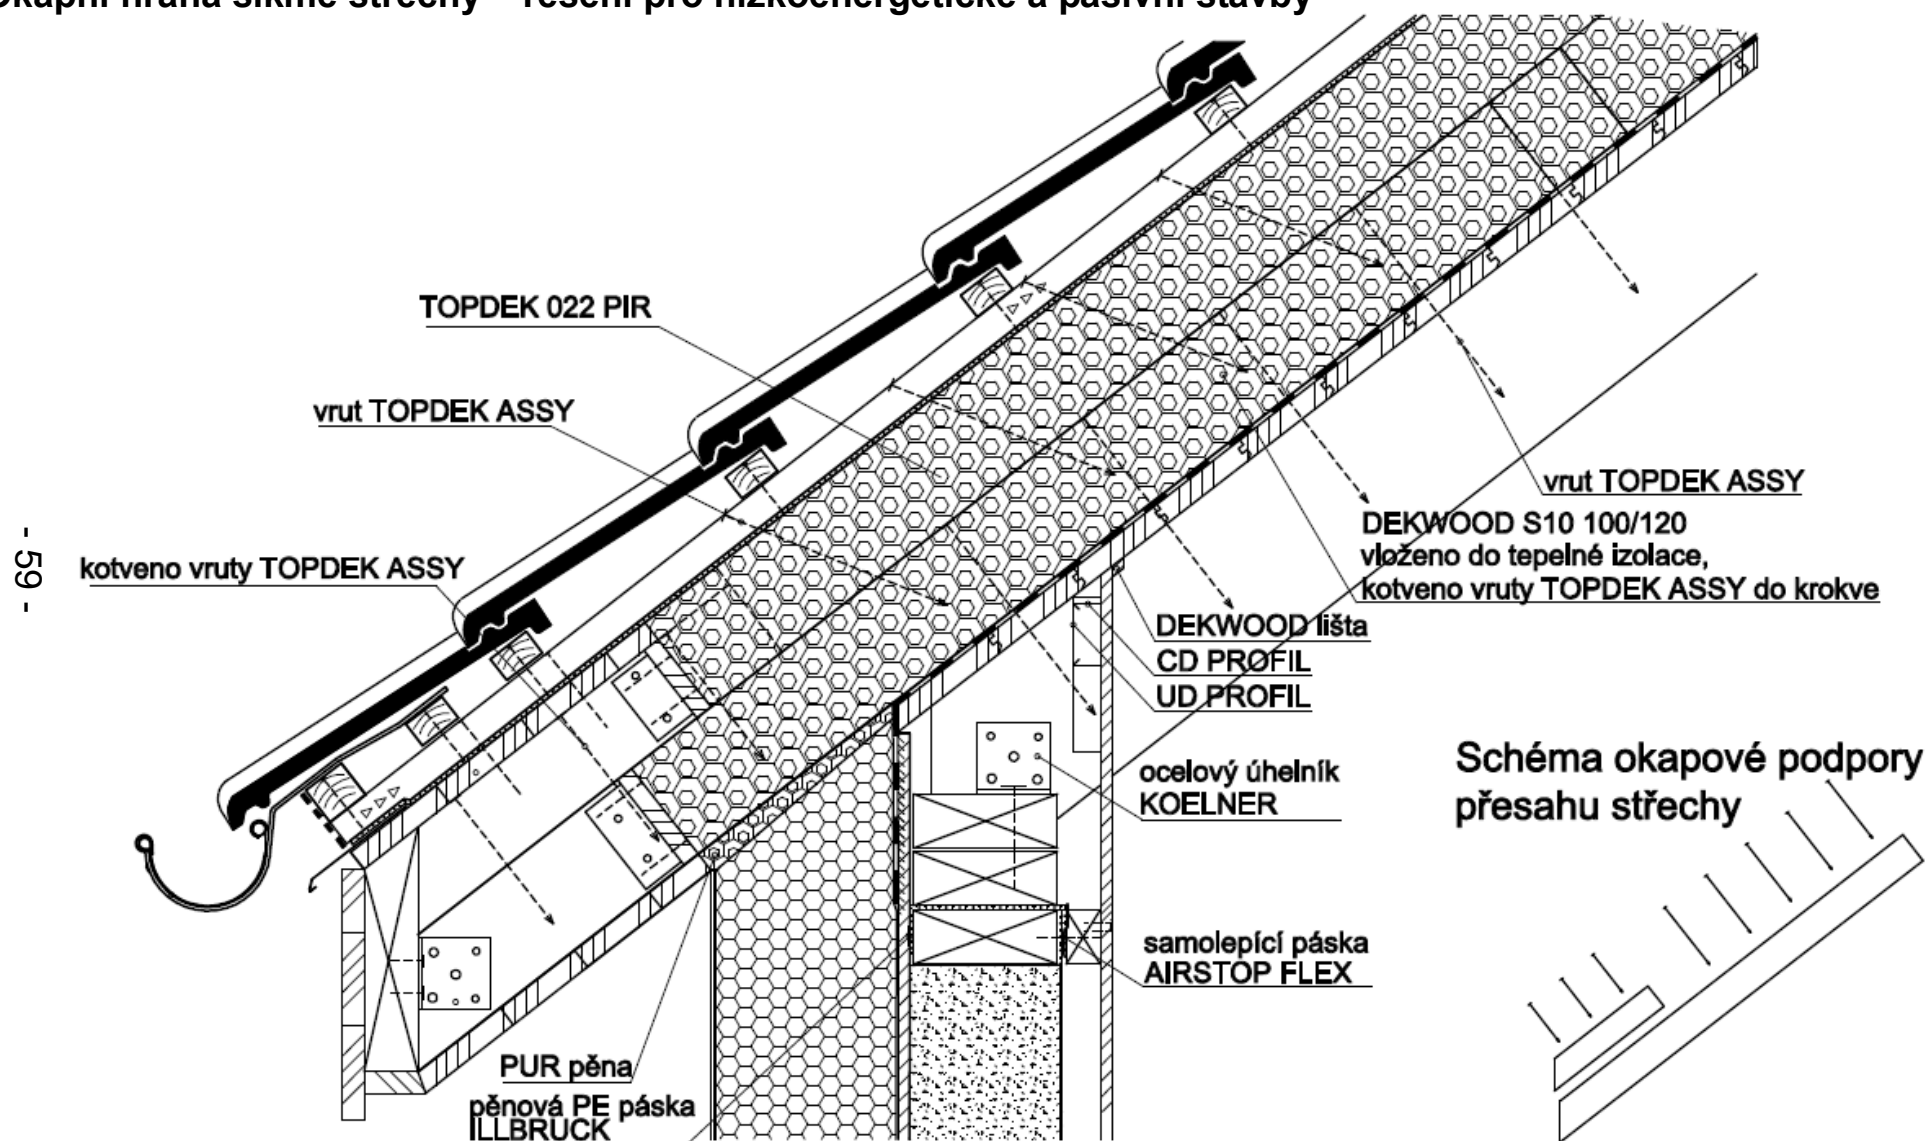 Okapní hrana šikmé střechy - řešení pro nízkoenergetické a pasivní stavby
TOPDEK 022 PIR
vrut TOPDEK ASSY
kotveno vruty TOPDEK ASSY
- 59 -
vrut TOPDEK ASSY
DEKWOOD S10 100/120
vloženo do tepelné izolace,
kotveno vruty TOPDEK ASSY do krokve
DEKWOOD lišta
CD PROFIL
UD PROFIL
ocelový úhelník
KOELNER
Schéma okapové podpory
přesahu střechy
samolepící páska
AIRSTOP FLEX
PUR pěna
pěnová PE páska
ILLBRUCK